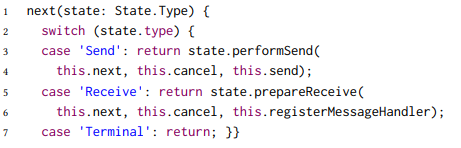 1 next(state: State.Type) {
2 switch (state.type) {
3 case 'Send': return state.performSend(
4 this.next, this.cancel, this.send);
5 case 'Receive': return state.prepareReceive(
6 this.next, this.cancel, this.registerMessageHandler);
7 case 'Terminal': return; }}